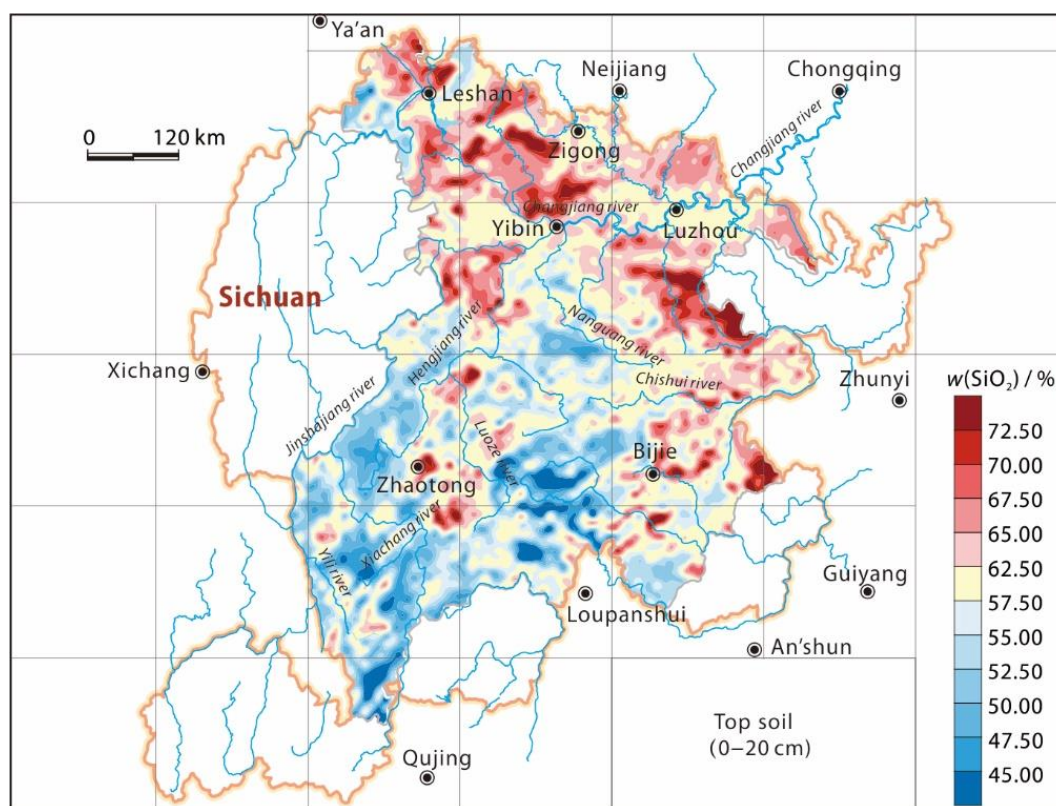 Ya'an
Neijiang
Chongqing
Leshan
0 120 km
Zigong
Changjiang river
Changjiang river
Yibin
Luzhou
Sichuan
Hengjiang river
Nanguang river
Xichang
Chishui river
Zhunyi
Jinshajiang river
w(SiO₂) / %
72.50
70.00
67.50
65.00
62.50
57.50
55.00
52.50
50.00
47.50
45.00
Luoze river
Bijie
Zhaotong
Xiachang river
Yili river
Guiyang
Loupanshui
An'shun
Top soil
(0–20 cm)
Qujing